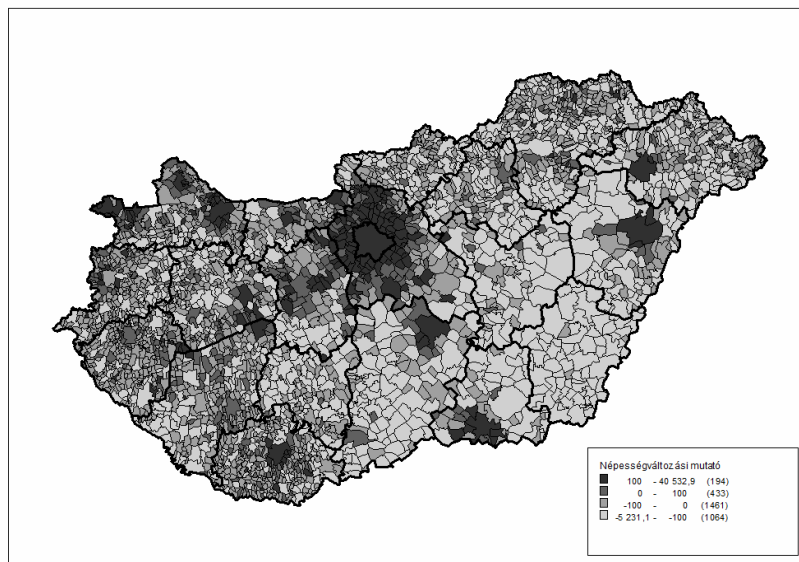 Népességváltozási mutató
100 - 40 532,9 (194)
0 - 100 (433)
-100 - 0 (1461)
-5 231,1 - -100 (1064)